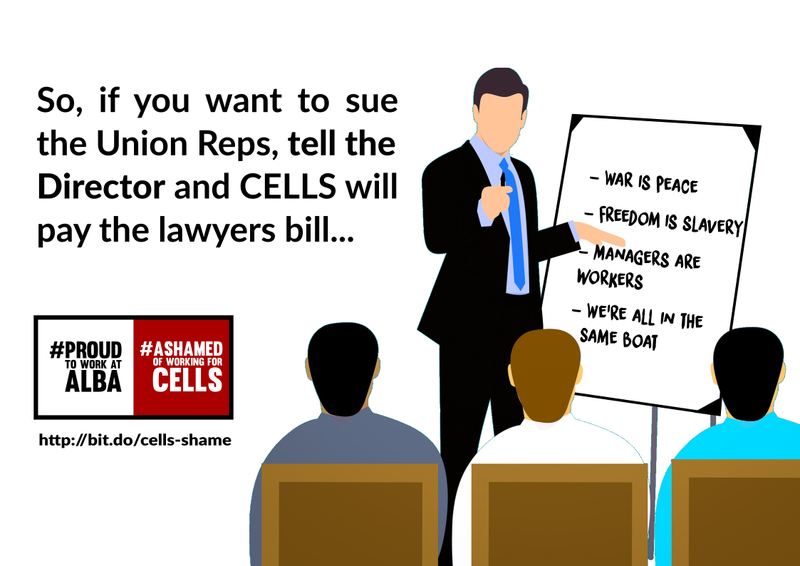 So, if you want to sue
the Union Reps, tell the
Director and CELLS will
pay the lawyers bill...
– WAR IS PEACE
– FREEDOM IS SLAVERY
– MANAGERS ARE
WORKERS
– WE'RE ALL IN THE
SAME BOAT
#PROUD
TO WORK AT
ALBA
#ASHAMED
OF WORKING FOR
CELLS
http://bit.do/cells-shame